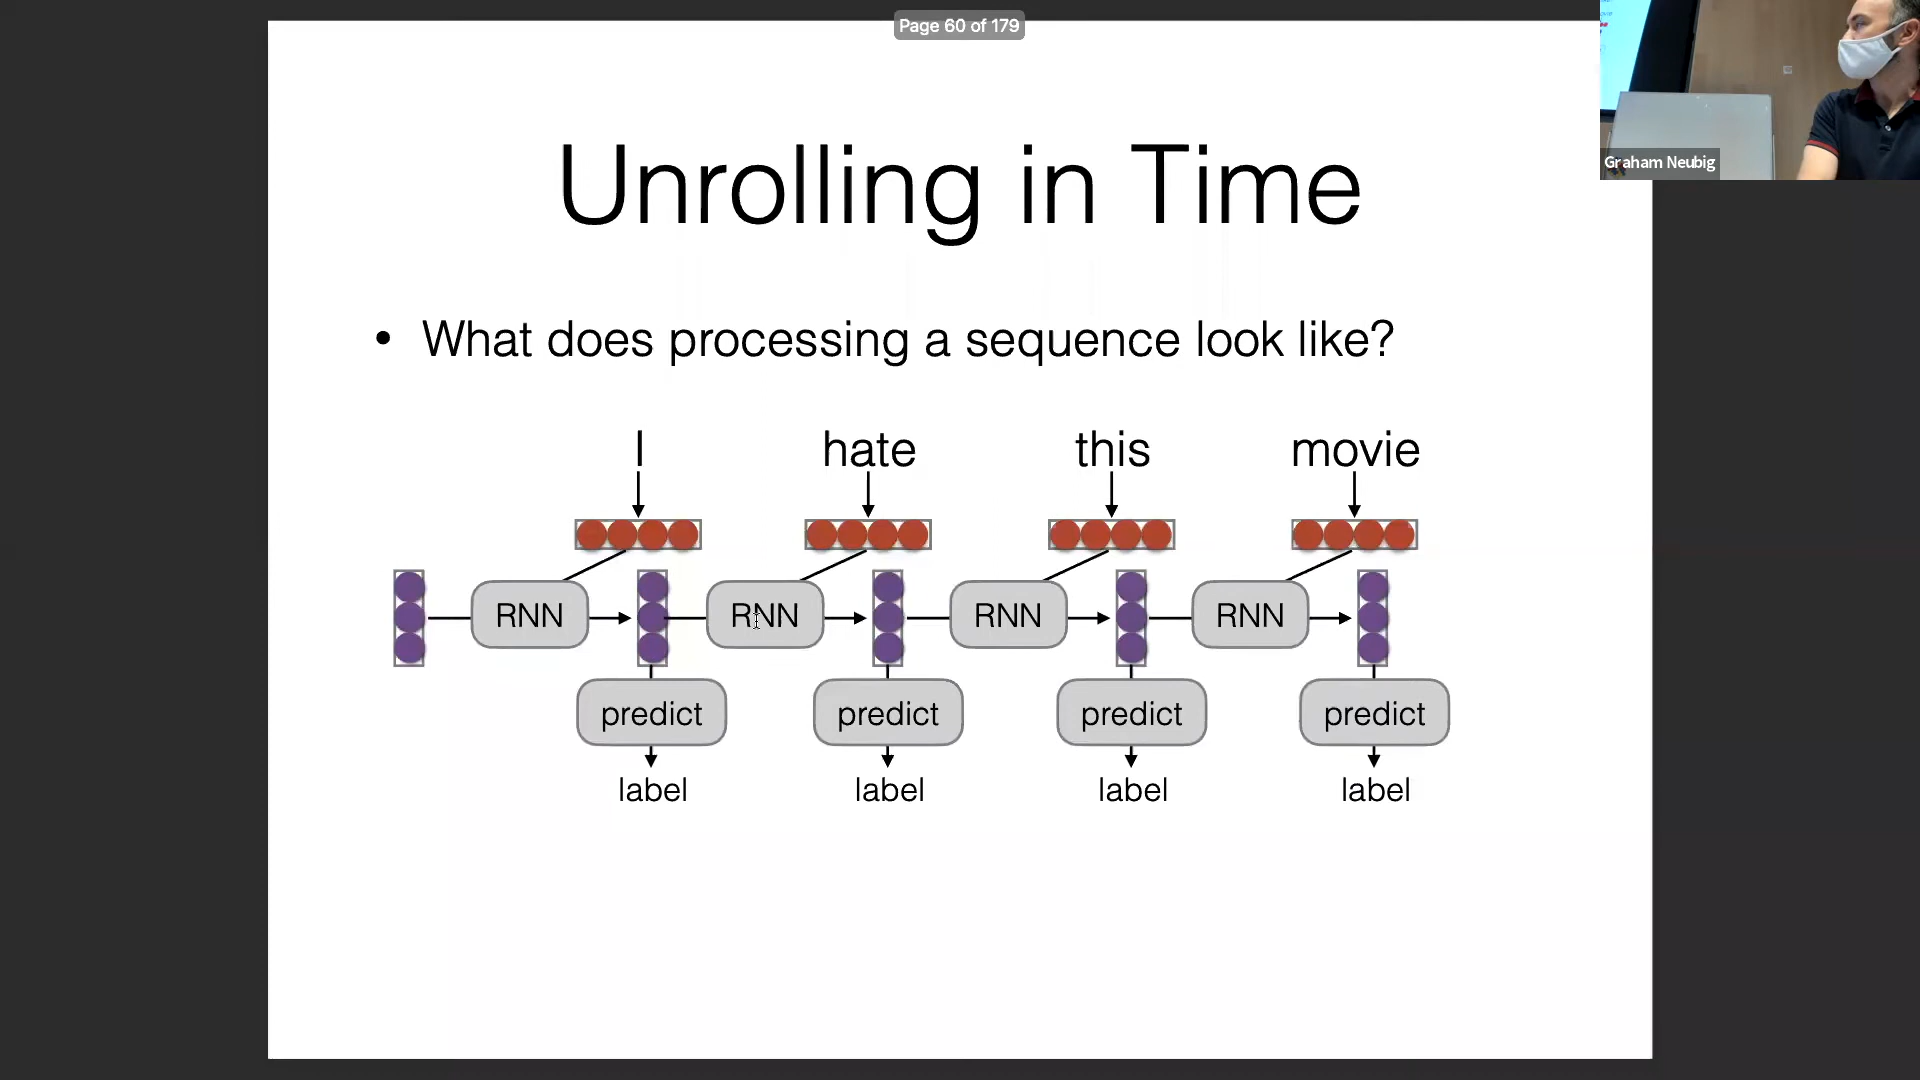 Page 60 of 179
Graham Neubig
Unrolling in Time
• What does processing a sequence look like?
I hate this movie
RNN RNN RNN RNN
predict predict predict predict
label label label label